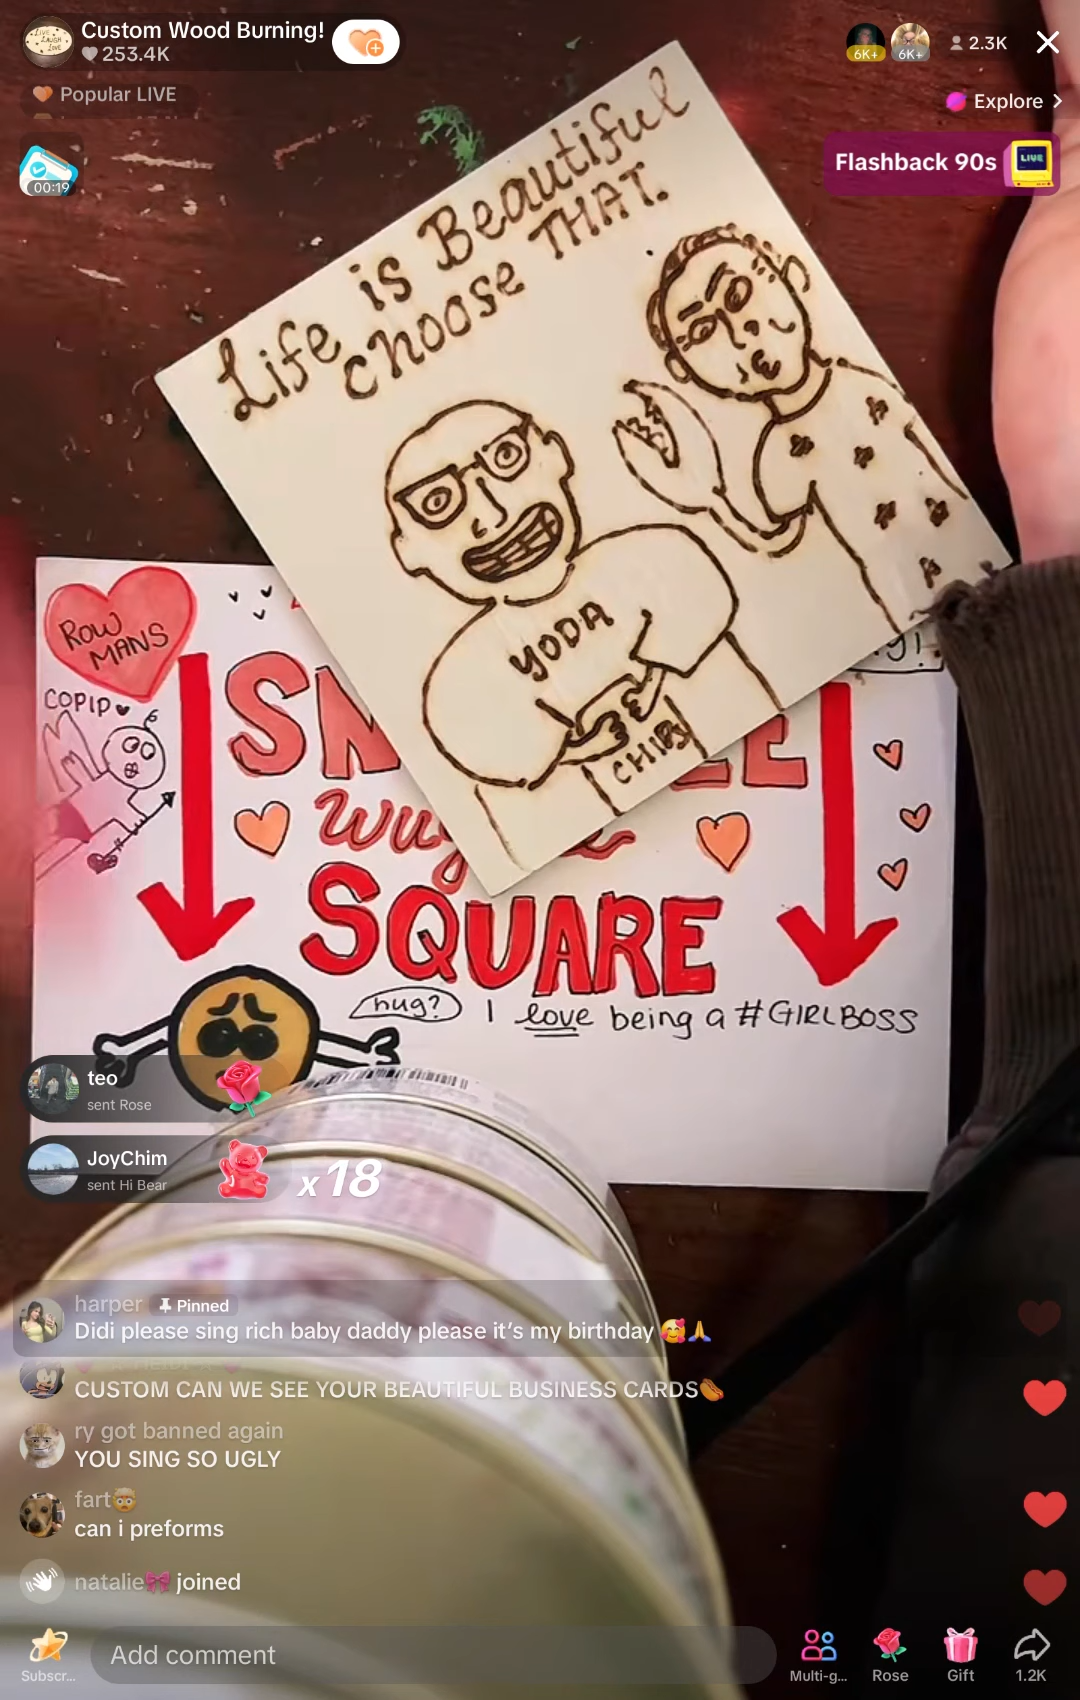 Custom Wood Burning!
253.4K
6K+
6K+
2.3K
Popular LIVE
Explore >
00:19
Flashback 90s
LIVE
Life is Beautiful
choose THAT.
YODA
CHIPS
ROW
MANS
COPIP
SQUARE
hug?
I love being a #GIRLBOSS
teo
sent Rose
JoyChim
sent Hi Bear
x18
harper Pinned
Didi please sing rich baby daddy please it's my birthday 🥰🙏
CUSTOM CAN WE SEE YOUR BEAUTIFUL BUSINESS CARDS🌭
ry got banned again
YOU SING SO UGLY
fart🤯
can i preforms
natalie🎀 joined
Subscr...
Add comment
Multi-g...
Rose
Gift
1.2K